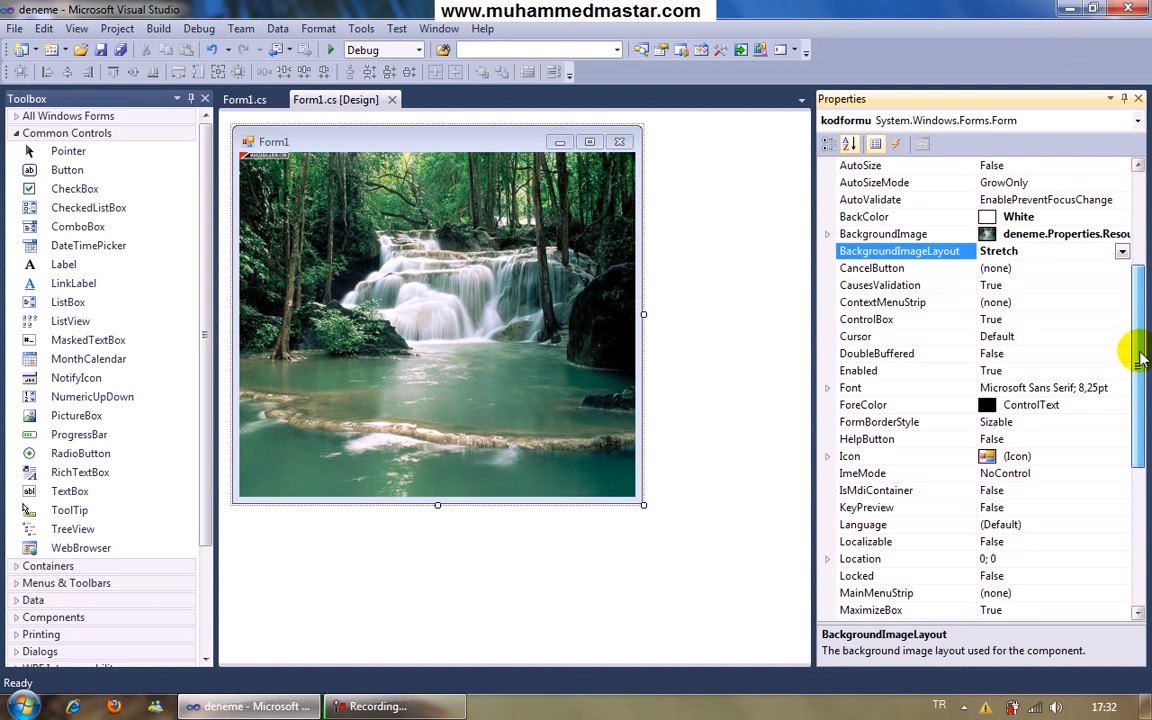 deneme - Microsoft Visual Studio
www.muhammedmastar.com
File Edit View Project Build Debug Team Data Format Tools Test Window Help
Debug
Toolbox
All Windows Forms
Common Controls
Pointer
Button
CheckBox
CheckedListBox
ComboBox
DateTimePicker
Label
LinkLabel
ListBox
ListView
MaskedTextBox
MonthCalendar
NotifyIcon
NumericUpDown
PictureBox
ProgressBar
RadioButton
RichTextBox
TextBox
ToolTip
TreeView
WebBrowser
Containers
Menus & Toolbars
Data
Components
Printing
Dialogs
Form1.cs Form1.cs [Design]
Form1
Properties
kodformu System.Windows.Forms.Form
AutoSize False
AutoSizeMode GrowOnly
AutoValidate EnablePreventFocusChange
BackColor White
BackgroundImage deneme.Properties.Resou
BackgroundImageLayout Stretch
CancelButton (none)
CausesValidation True
ContextMenuStrip (none)
ControlBox True
Cursor Default
DoubleBuffered False
Enabled True
Font Microsoft Sans Serif; 8,25pt
ForeColor ControlText
FormBorderStyle Sizable
HelpButton False
Icon (Icon)
ImeMode NoControl
IsMdiContainer False
KeyPreview False
Language (Default)
Localizable False
Location 0; 0
Locked False
MainMenuStrip (none)
MaximizeBox True
BackgroundImageLayout
The background image layout used for the component.
Ready
deneme - Microsoft ... Recording... TR 17:32